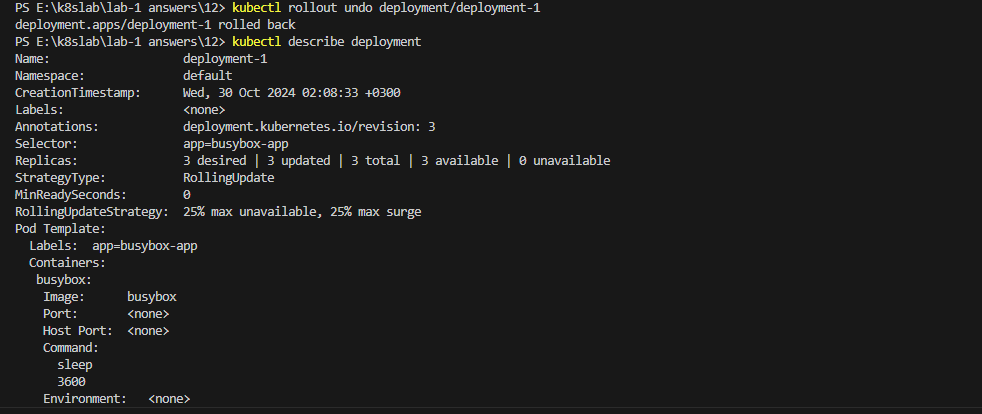 PS E:\k8slab\lab-1 answers\12> kubectl rollout undo deployment/deployment-1
deployment.apps/deployment-1 rolled back
PS E:\k8slab\lab-1 answers\12> kubectl describe deployment
Name:                   deployment-1
Namespace:              default
CreationTimestamp:      Wed, 30 Oct 2024 02:08:33 +0300
Labels:                 <none>
Annotations:            deployment.kubernetes.io/revision: 3
Selector:               app=busybox-app
Replicas:               3 desired | 3 updated | 3 total | 3 available | 0 unavailable
StrategyType:           RollingUpdate
MinReadySeconds:        0
RollingUpdateStrategy:  25% max unavailable, 25% max surge
Pod Template:
  Labels:  app=busybox-app
  Containers:
   busybox:
    Image:      busybox
    Port:       <none>
    Host Port:  <none>
    Command:
      sleep
      3600
    Environment:   <none>